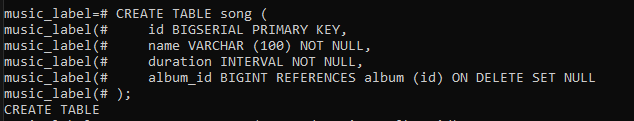 music_label=# CREATE TABLE song (
music_label(#     id BIGSERIAL PRIMARY KEY,
music_label(#     name VARCHAR (100) NOT NULL,
music_label(#     duration INTERVAL NOT NULL,
music_label(#     album_id BIGINT REFERENCES album (id) ON DELETE SET NULL
music_label(# );
CREATE TABLE